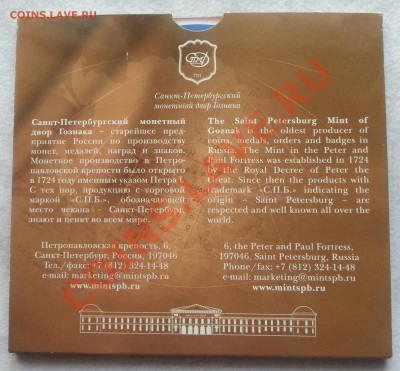 COINS.LAVE.RU
СПМД
1724
Санкт-Петербургский
монетный двор Гознака
Санкт-Петербургский монетный
двор Гознака – старейшее пред-
приятие России по производству
монет, медалей, наград и знаков.
Монетное производство в Петро-
павловской крепости было открыто
в 1724 году именным указом Петра I.
С тех пор, продукцию с торговой
маркой «С.П.Б.», обозначающей
место чекана – Санкт-Петербург,
знают и ценят во всем мире.
Петропавловская крепость, 6,
Санкт-Петербург, Россия, 197046
Тел./факс: +7 (812) 324-14-48
e-mail: marketing@mintspb.ru
www.mintspb.ru
The Saint Petersburg Mint of
Goznak is the oldest producer of
coins, medals, orders and badges in
Russia. The Mint in the Peter and
Paul Fortress was established in 1724
by the Royal Decree of Peter the
Great. Since then the products with
trademark «С.П.Б.» indicating the
origin – Saint Petersburg – are
respected and well known all over the
world.
6, the Peter and Paul Fortress,
197046, Saint Petersburg, Russia
Phone/fax: +7 (812) 324-14-48
e-mail: marketing@mintspb.ru
www.mintspb.ru